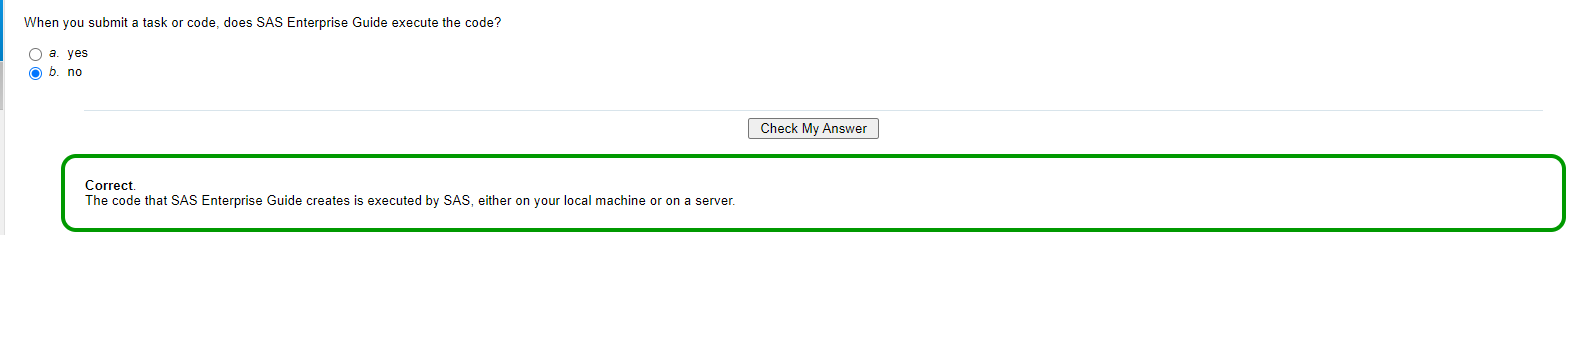 When you submit a task or code, does SAS Enterprise Guide execute the code?
a. yes
b. no
Check My Answer
Correct.
The code that SAS Enterprise Guide creates is executed by SAS, either on your local machine or on a server.